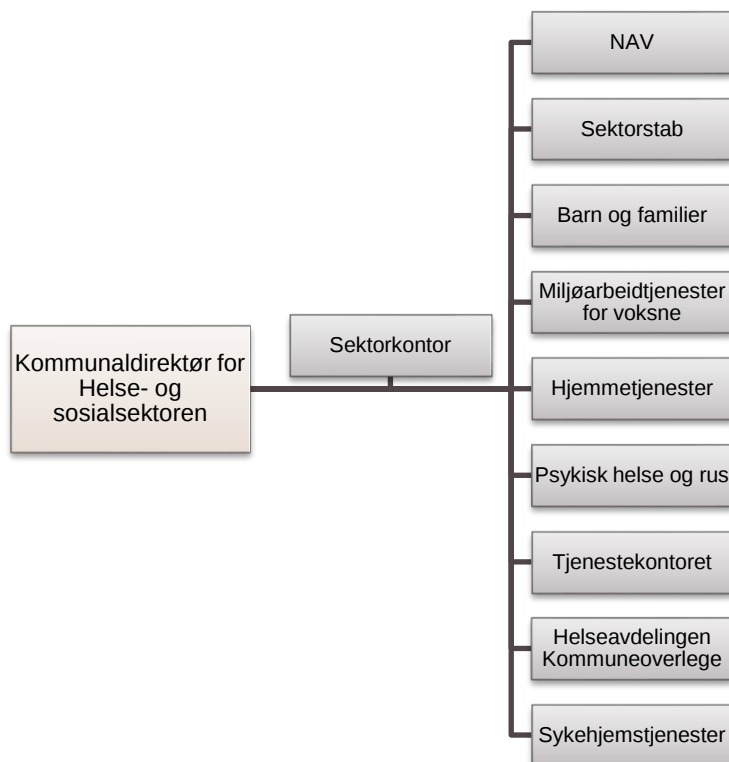 Kommunaldirektør for
Helse- og
sosialsektoren
Sektorkontor
NAV
Sektorstab
Barn og familier
Miljøarbeidtjenester
for voksne
Hjemmetjenester
Psykisk helse og rus
Tjenestekontoret
Helseavdelingen
Kommuneoverlege
Sykehjemstjenester